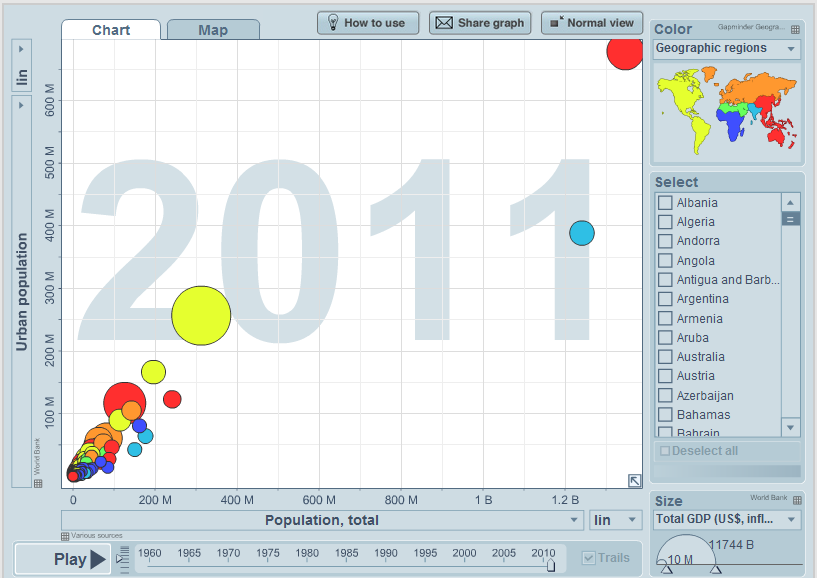 Chart
Map
How to use
Share graph
Normal view
Color
Gapminder Geogra...
Geographic regions
lin
Urban population
World Bank
600 M
500 M
400 M
300 M
200 M
100 M
2011
0
200 M
400 M
600 M
800 M
1 B
1.2 B
Population, total
lin
Various sources
Select
Albania
Algeria
Andorra
Angola
Antigua and Barb...
Argentina
Armenia
Aruba
Australia
Austria
Azerbaijan
Bahamas
Bahrain
Deselect all
Size
World Bank
Total GDP (US$, infl...
11744 B
10 M
Play
1960 1965 1970 1975 1980 1985 1990 1995 2000 2005 2010
Trails